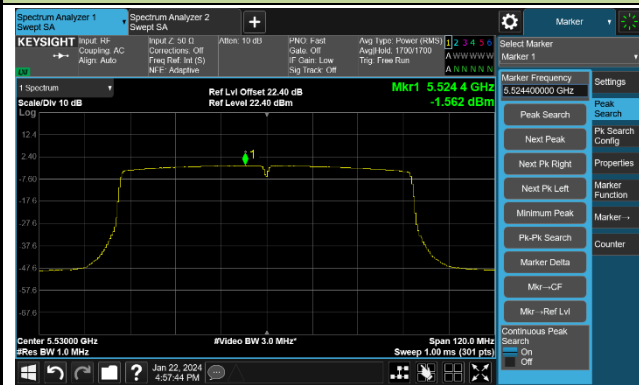 Spectrum Analyzer 1
Swept SA
Spectrum Analyzer 2
Swept SA
+
Marker
KEYSIGHT
Input: RF
Coupling: AC
Align: Auto
Input Z: 50 Ω
Corrections: Off
Freq Ref: Int (S)
NFE: Adaptive
Atten: 10 dB
PNO: Fast
Gate: Off
IF Gain: Low
Sig Track: Off
Avg Type: Power (RMS)
Avg|Hold: 1700/1700
Trig: Free Run
1 2 3 4 5 6
A W W W W W
A N N N N N
Select Marker
Marker 1
LVI
1 Spectrum
Scale/Div 10 dB
Log
Ref Lvl Offset 22.40 dB
Ref Level 22.40 dBm
Mkr1 5.524 4 GHz
-1.562 dBm
12.4
2.40
-7.60
-17.6
-27.6
-37.6
-47.6
-57.6
-67.6
1
Center 5.53000 GHz
#Res BW 1.0 MHz
#Video BW 3.0 MHz*
Span 120.0 MHz
Sweep 1.00 ms (301 pts)
Marker Frequency
5.524400000 GHz
Peak Search
Next Peak
Next Pk Right
Next Pk Left
Minimum Peak
Pk-Pk Search
Marker Delta
Mkr→CF
Mkr→Ref Lvl
Continuous Peak
Search
On
Off
Settings
Peak
Search
Pk Search
Config
Properties
Marker
Function
Marker→
Counter
?
Jan 22, 2024
4:57:44 PM